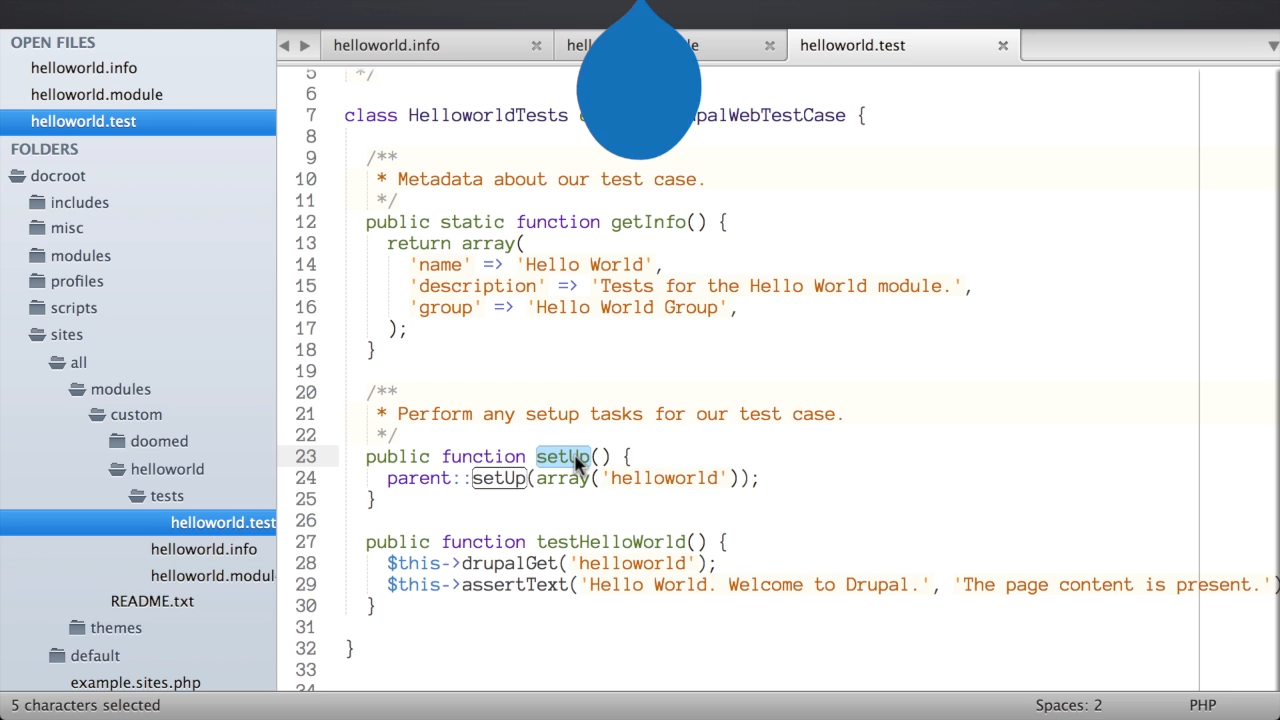 OPEN FILES
helloworld.info
helloworld.module
helloworld.test
FOLDERS
docroot
includes
misc
modules
profiles
scripts
sites
all
modules
custom
doomed
helloworld
tests
helloworld.test
helloworld.info
helloworld.modul
README.txt
themes
default
example.sites.php
helloworld.info
helloworld.test
5 */
6
7 class HelloworldTests palWebTestCase {
8
9 /**
10 * Metadata about our test case.
11 */
12 public static function getInfo() {
13 return array(
14 'name' => 'Hello World',
15 'description' => 'Tests for the Hello World module.',
16 'group' => 'Hello World Group',
17 );
18 }
19
20 /**
21 * Perform any setup tasks for our test case.
22 */
23 public function setUp() {
24 parent::setUp(array('helloworld'));
25 }
26
27 public function testHelloWorld() {
28 $this->drupalGet('helloworld');
29 $this->assertText('Hello World. Welcome to Drupal.', 'The page content is present.')
30 }
31
32 }
33
5 characters selected
Spaces: 2
PHP